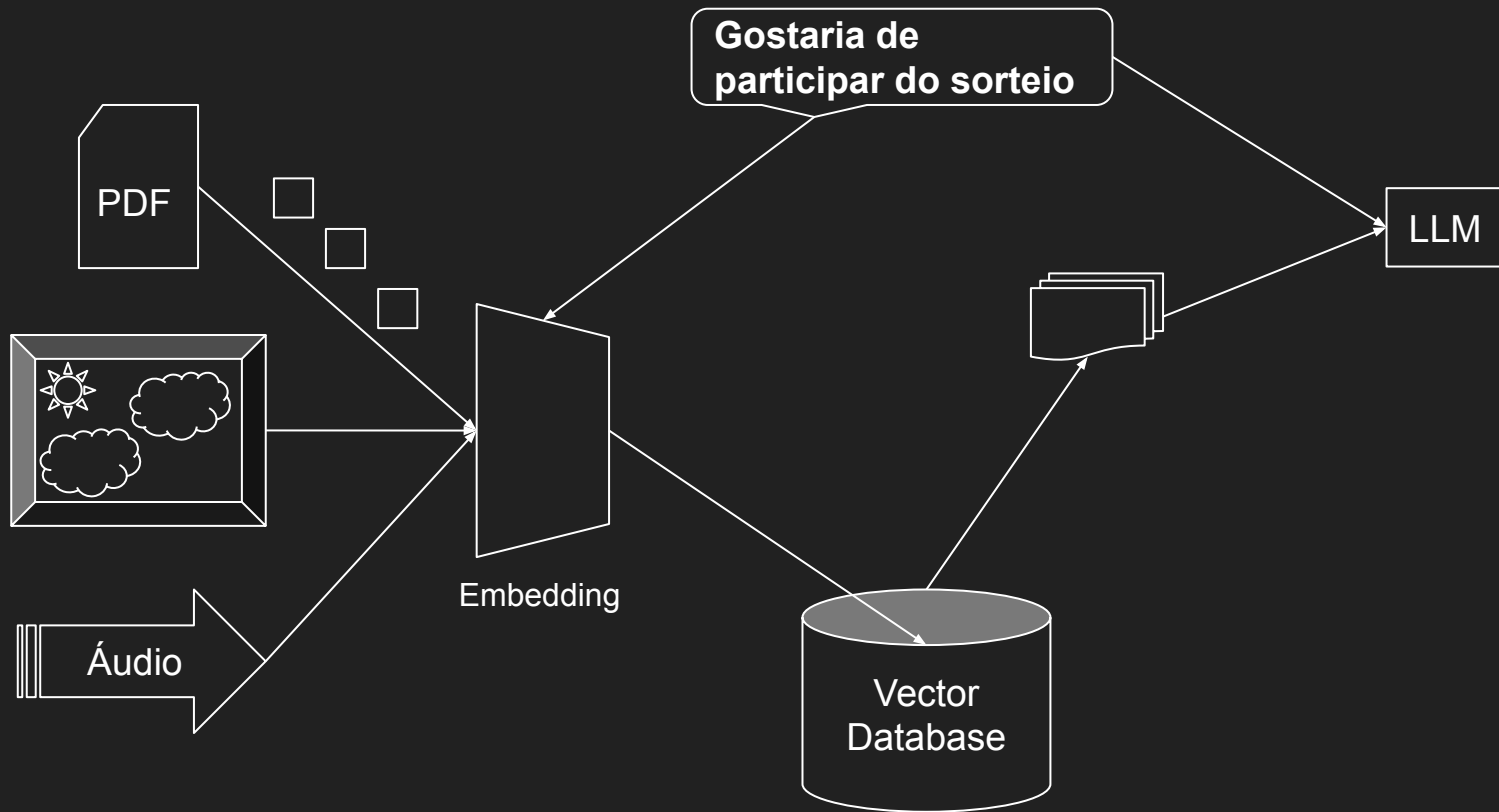 Gostaria de
participar do sorteio
PDF
LLM
Embedding
Áudio
Vector
Database